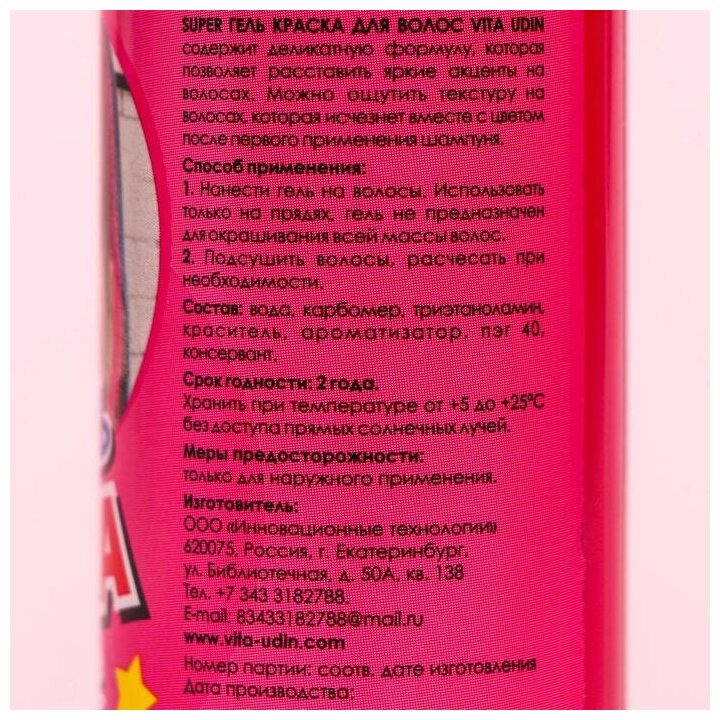 SUPER ГЕЛЬ КРАСКА ДЛЯ ВОЛОС VITA UDIN
содержит деликатную формулу, которая
позволяет расставить яркие акценты на
волосах. Можно ощутить текстуру на
волосах, которая исчезнет вместе с цветом
после первого применения шампуня.
Способ применения:
1. Нанести гель на волосы. Использовать
только на прядях, гель не предназначен
для окрашивания всей массы волос.
2. Подсушить волосы, расчесать при
необходимости.
Состав: вода, карбомер, триэтаноламин,
краситель, ароматизатор, пэг 40,
консервант.
Срок годности: 2 года.
Хранить при температуре от +5 до +25°C
без доступа прямых солнечных лучей.
Меры предосторожности:
только для наружного применения.
Изготовитель:
ООО «Инновационные технологии»
620075, Россия, г. Екатеринбург,
ул. Библиотечная, д. 50А, кв. 138
Тел. +7 343 3182788.
E-mail: 83433182788@mail.ru
www.vita-udin.com
Номер партии: соотв. дате изготовления
Дата производства: